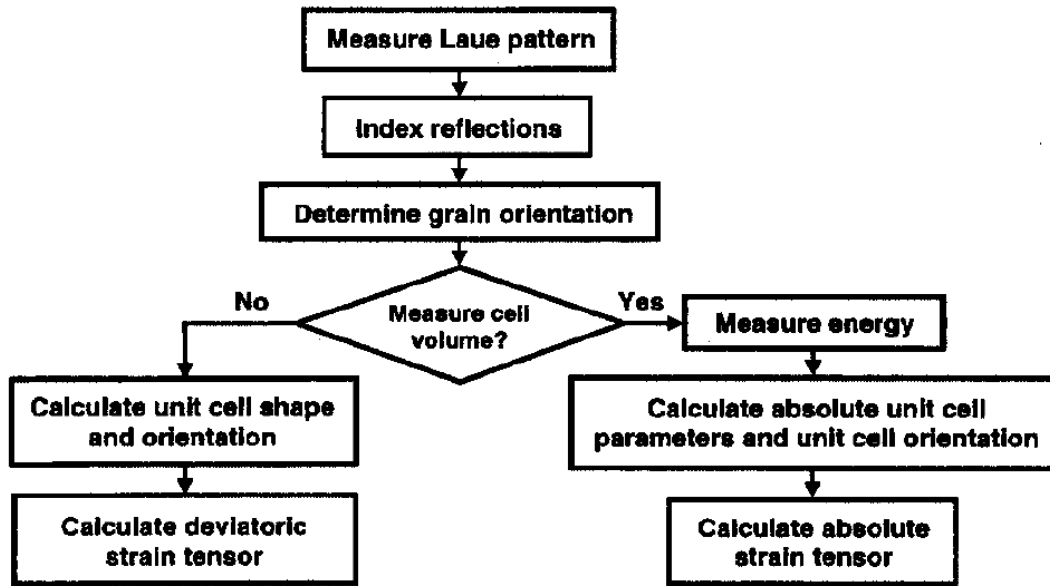 Measure Laue pattern
Index reflections
Determine grain orientation
No
Measure cell
volume?
Yes
Measure energy
Calculate unit cell shape
and orientation
Calculate absolute unit cell
parameters and unit cell orientation
Calculate deviatoric
strain tensor
Calculate absolute
strain tensor